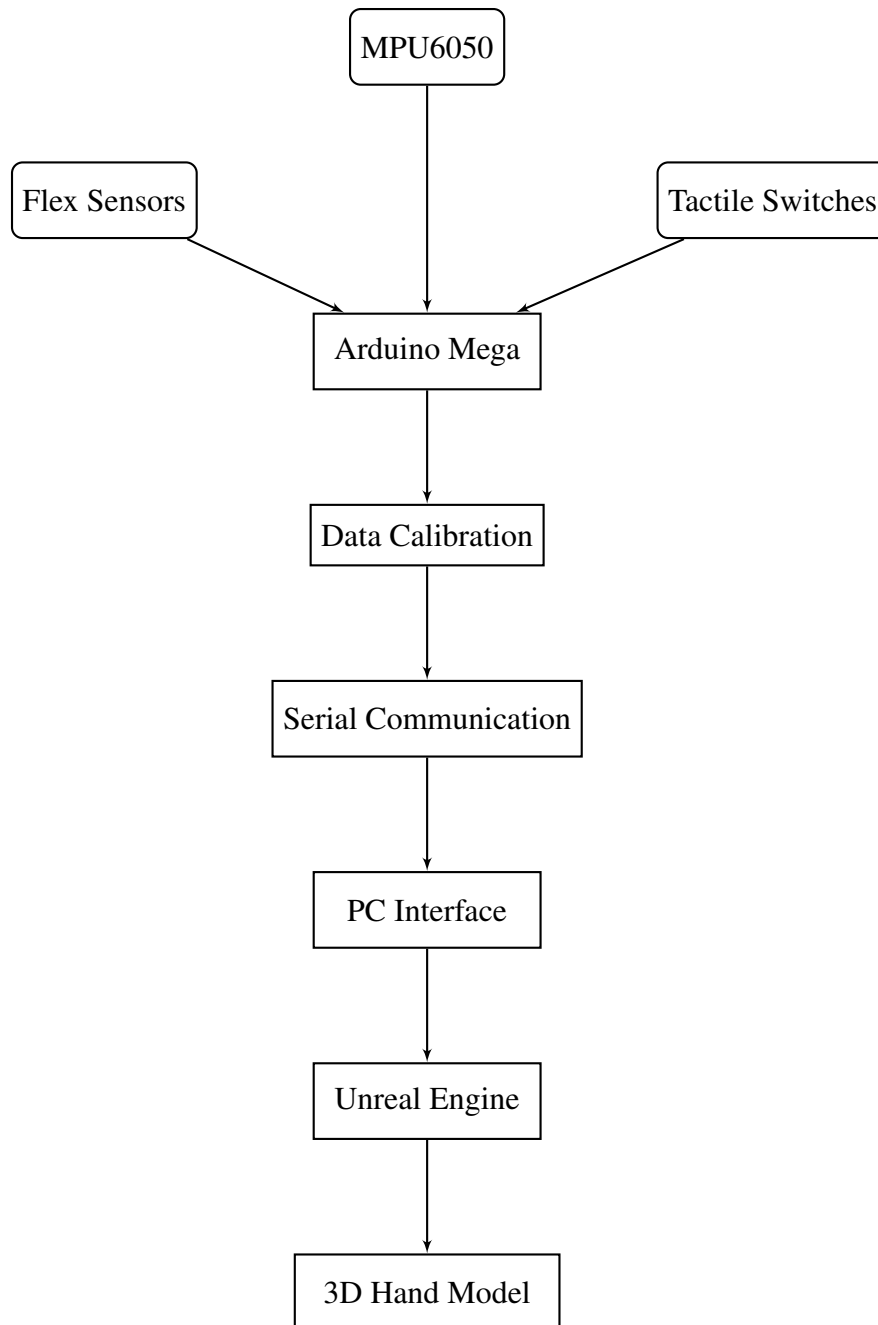 MPU6050
Flex Sensors
Tactile Switches
Arduino Mega
Data Calibration
Serial Communication
PC Interface
Unreal Engine
3D Hand Model